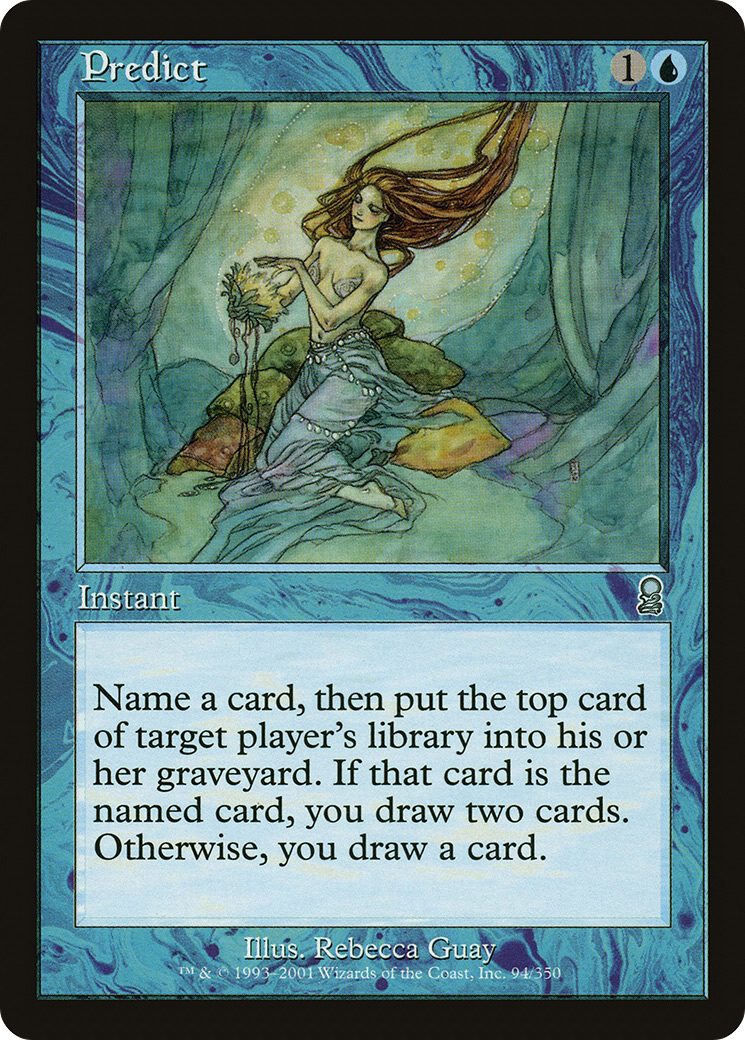 Predict 1
Instant
Name a card, then put the top card
of target player's library into his or
her graveyard. If that card is the
named card, you draw two cards.
Otherwise, you draw a card.
Illus. Rebecca Guay
™ & © 1993–2001 Wizards of the Coast, Inc. 94/350